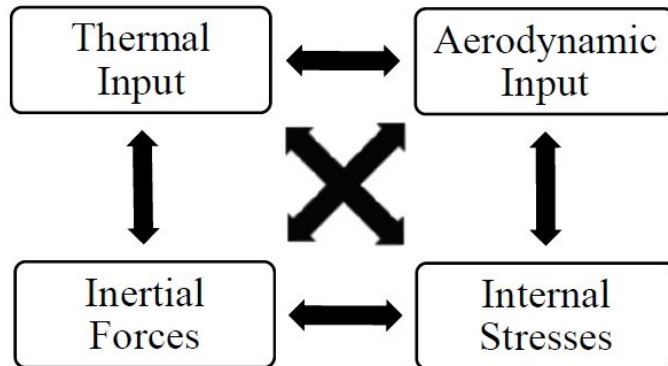 Thermal
Input
Aerodynamic
Input
Inertial
Forces
Internal
Stresses